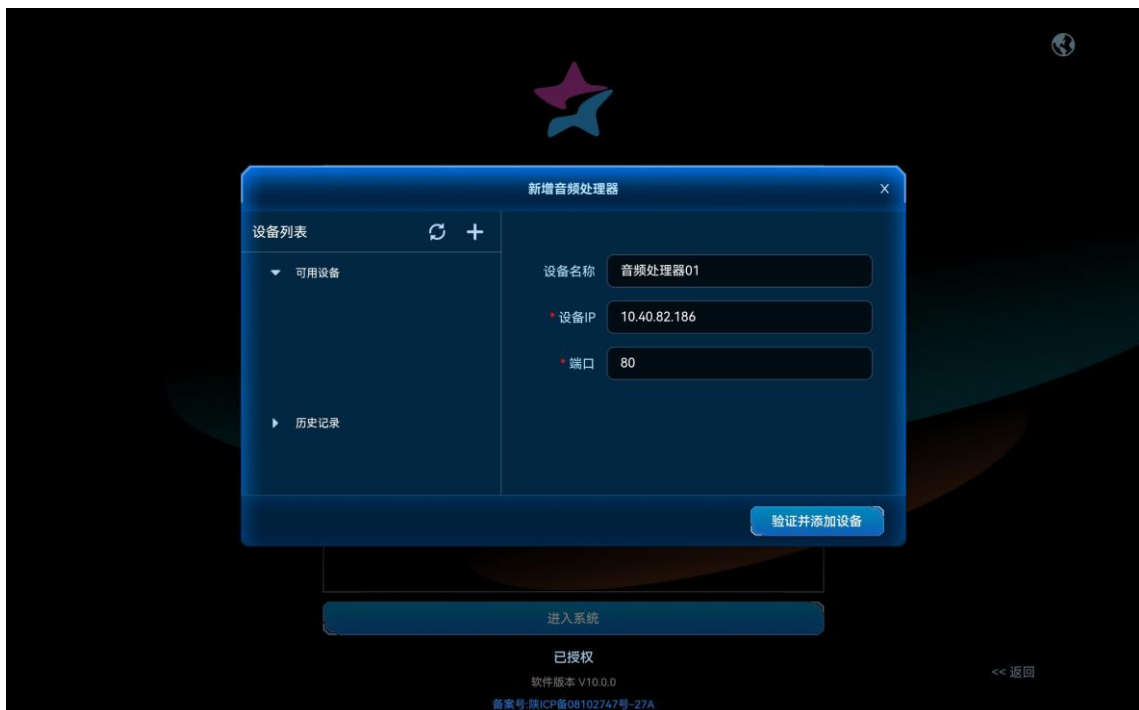 新增音频处理器
X
设备列表
可用设备
设备名称 音频处理器01
* 设备IP 10.40.82.186
* 端口 80
历史记录
验证并添加设备
进入系统
已授权
软件版本 V10.0.0
<< 返回
备案号:陕ICP备08102747号-27A